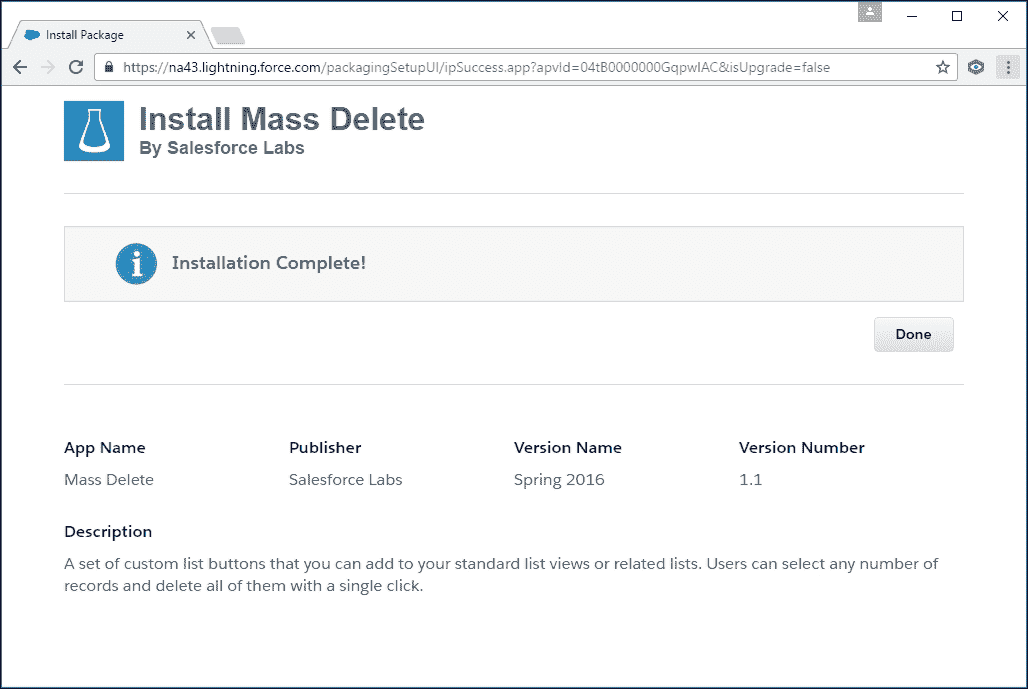 Install Package
https://na43.lightning.force.com/packagingSetupUI/ipSuccess.app?apvId=04tB0000000GqpwIAC&isUpgrade=false
Install Mass Delete
By Salesforce Labs
Installation Complete!
Done
App Name Publisher Version Name Version Number
Mass Delete Salesforce Labs Spring 2016 1.1
Description
A set of custom list buttons that you can add to your standard list views or related lists. Users can select any number of
records and delete all of them with a single click.